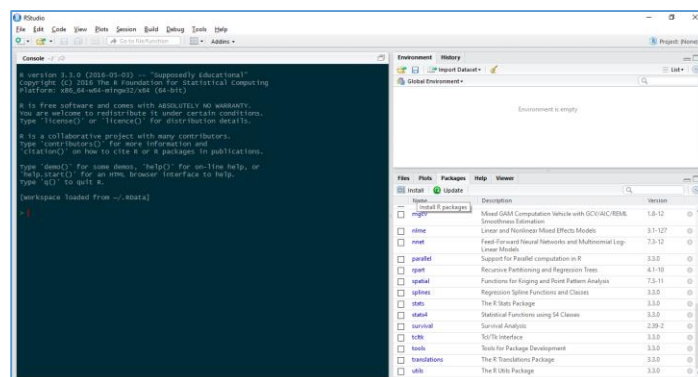 RStudio
File Edit Code View Plots Session Build Debug Tools Help
Go to file/function Addins
Project: (None)
Console ~/
R version 3.3.0 (2016-05-03) -- "Supposedly Educational"
Copyright (C) 2016 The R Foundation for Statistical Computing
Platform: x86_64-w64-mingw32/x64 (64-bit)
R is free software and comes with ABSOLUTELY NO WARRANTY.
You are welcome to redistribute it under certain conditions.
Type 'license()' or 'licence()' for distribution details.
R is a collaborative project with many contributors.
Type 'contributors()' for more information and
'citation()' on how to cite R or R packages in publications.
Type 'demo()' for some demos, 'help()' for on-line help, or
'help.start()' for an HTML browser interface to help.
Type 'q()' to quit R.
[Workspace loaded from ~/.RData]
>
Environment History
Import Dataset List
Global Environment
Environment is empty
Files Plots Packages Help Viewer
Install Update
Name Description Version
Install R packages
mgcv Mixed GAM Computation Vehicle with GCV/AIC/REML 1.8-12
Smoothness Estimation
nlme Linear and Nonlinear Mixed Effects Models 3.1-127
nnet Feed-Forward Neural Networks and Multinomial Log- 7.3-12
Linear Models
parallel Support for Parallel computation in R 3.3.0
rpart Recursive Partitioning and Regression Trees 4.1-10
spatial Functions for Kriging and Point Pattern Analysis 7.3-11
splines Regression Spline Functions and Classes 3.3.0
stats The R Stats Package 3.3.0
stats4 Statistical Functions using S4 Classes 3.3.0
survival Survival Analysis 2.39-2
tcltk Tcl/Tk Interface 3.3.0
tools Tools for Package Development 3.3.0
translations The R Translations Package 3.3.0
utils The R Utils Package 3.3.0